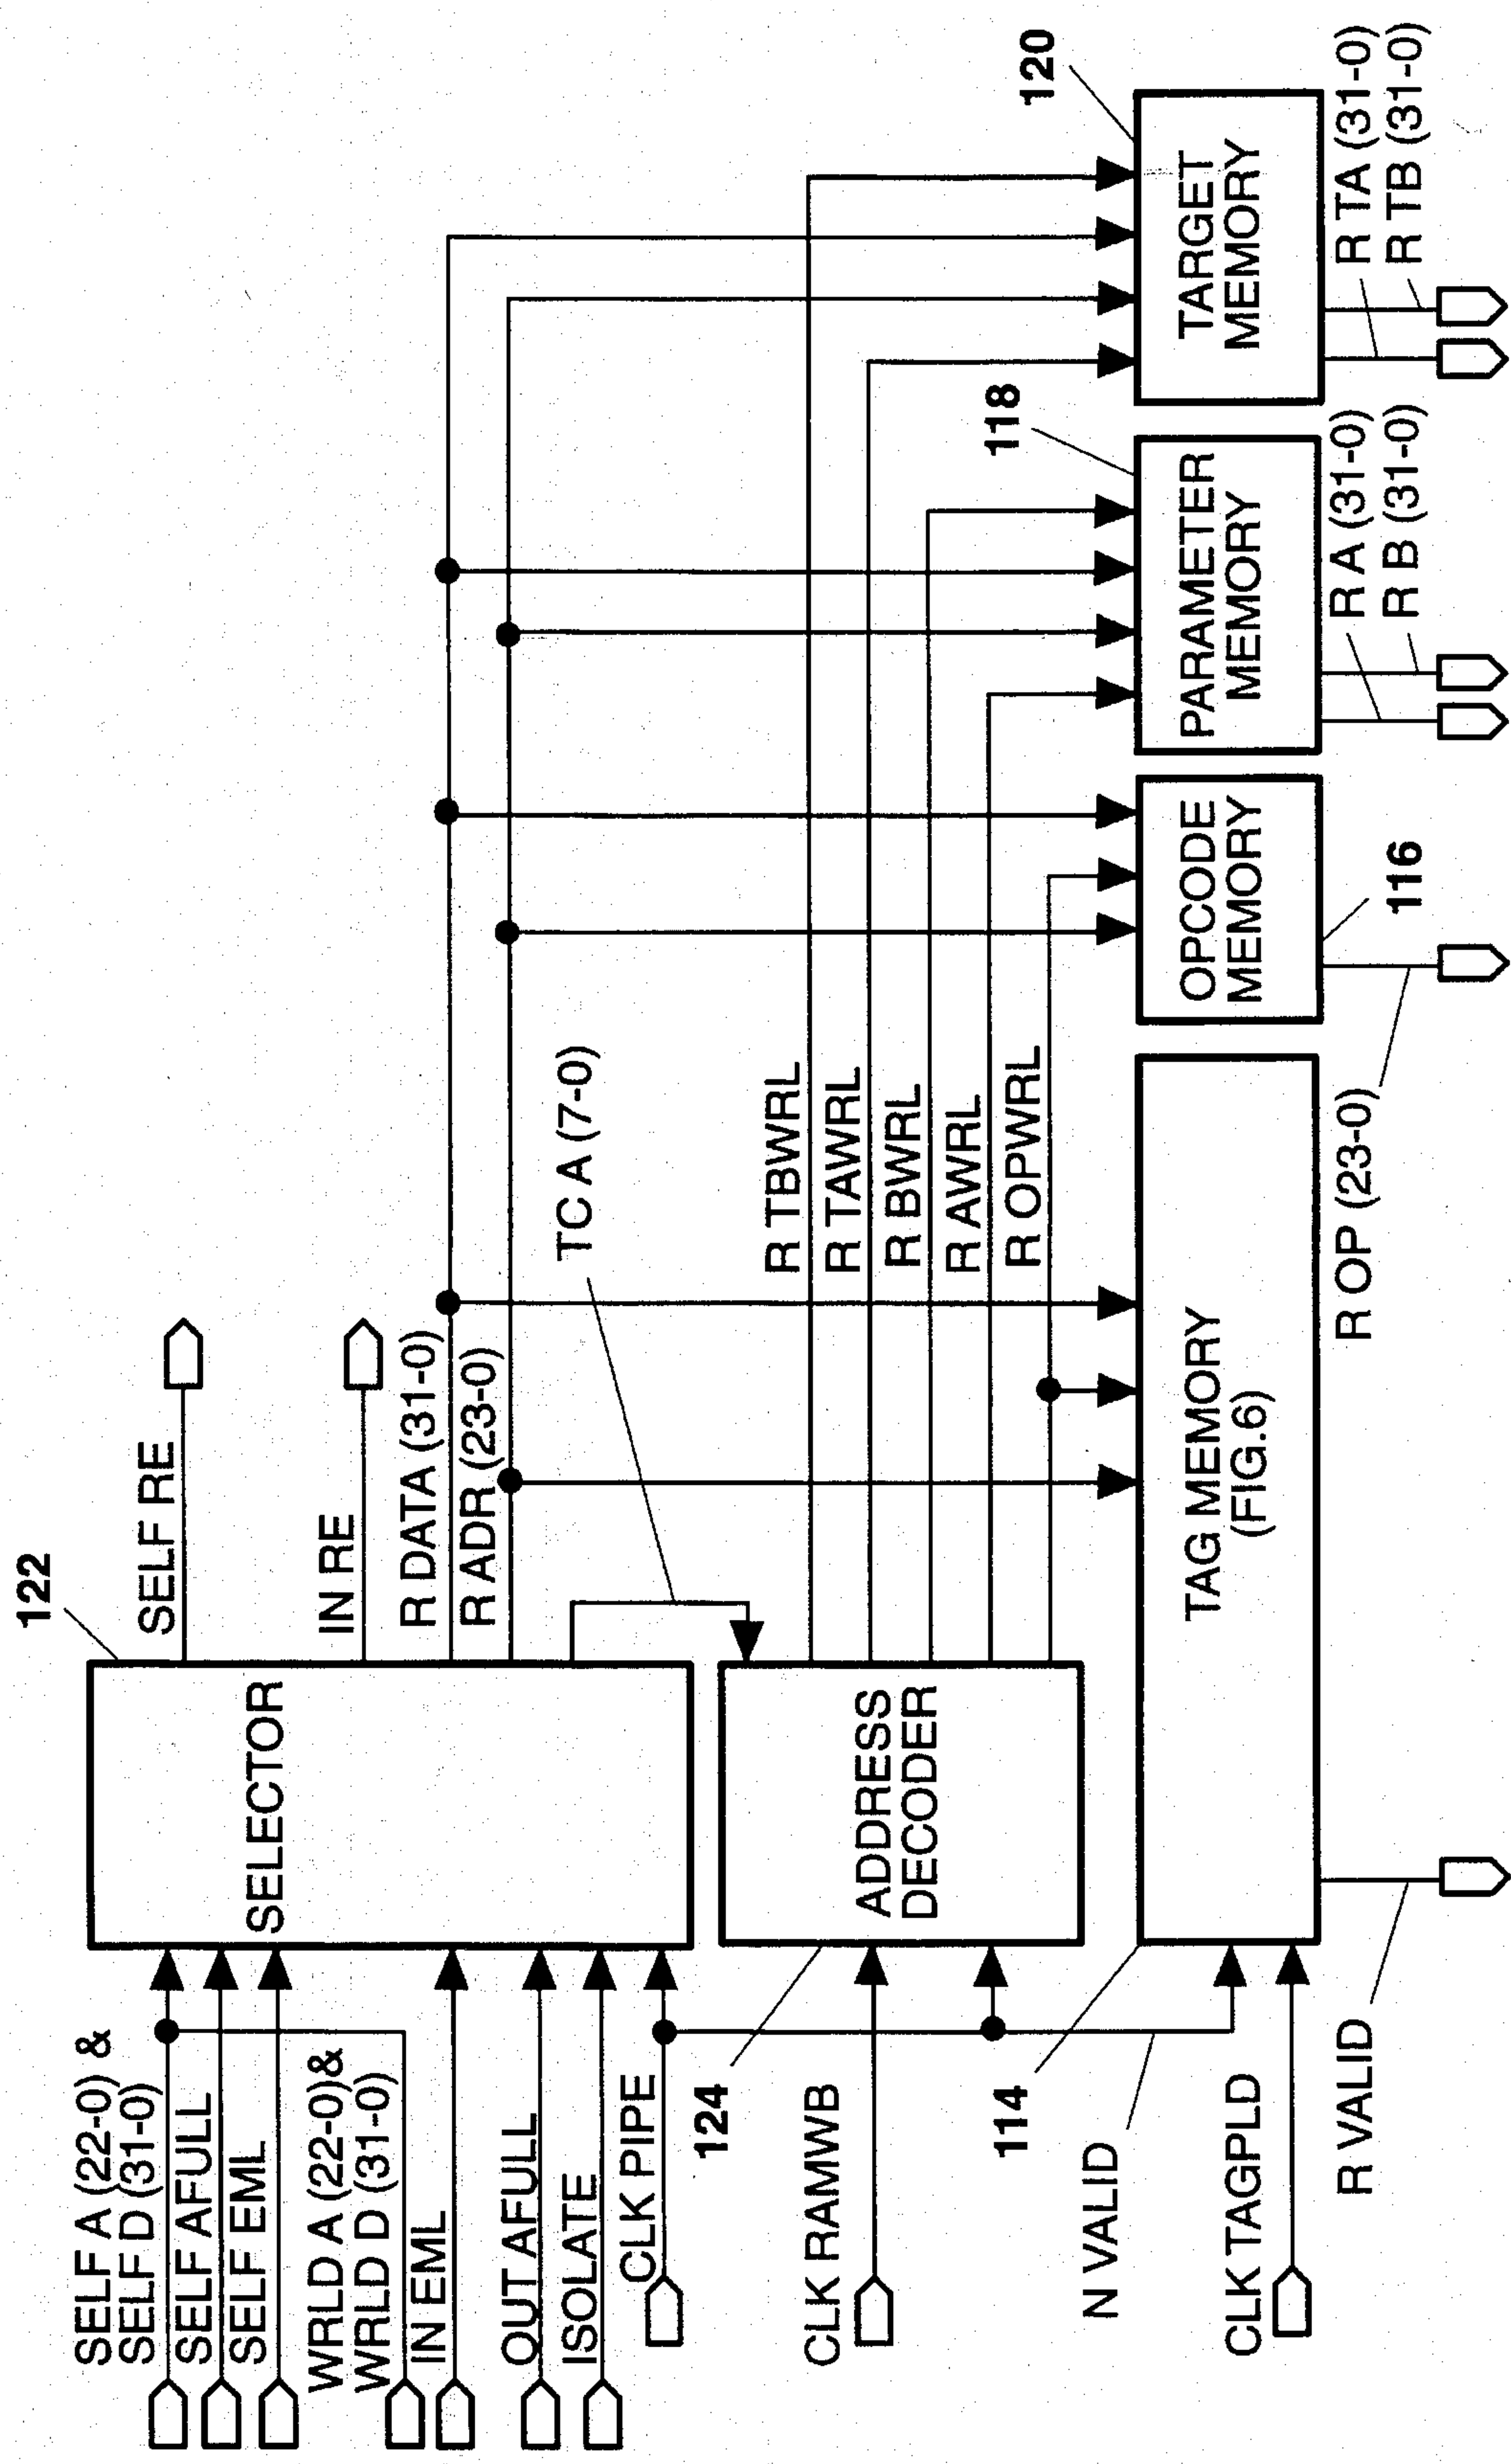 122
SELF RE
IN RE
R DATA (31-0)
R ADR (23-0)
TC A (7-0)
SELF A (22-0) &
SELF D (31-0)
SELF AFULL
SELF EML
WRLD A (22-0)&
WRLD D (31-0)
IN EML
OUT AFULL
ISOLATE
CLK PIPE
SELECTOR
124
CLK RAMWB
ADDRESS
DECODER
R TBWRL
R TAWRL
R BWRL
R AWRL
R OPWRL
114
N VALID
CLK TAGPLD
R VALID
TAG MEMORY
(FIG.6)
R OP (23-0)
OPCODE
MEMORY
116
118
PARAMETER
MEMORY
R A (31-0)
R B (31-0)
120
TARGET
MEMORY
R TA (31-0)
R TB (31-0)